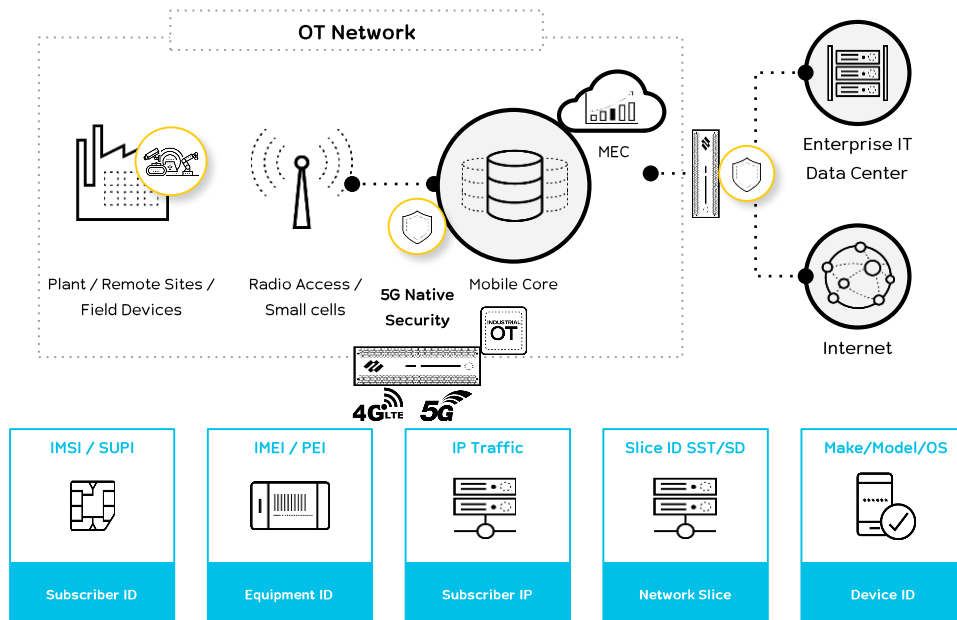 OT Network
MEC
Enterprise IT
Data Center
Plant / Remote Sites /
Field Devices
Radio Access /
Small cells
5G Native
Security
Mobile Core
Internet
INDUSTRIAL
OT
4G LTE
5G
IMSI / SUPI
IMEI / PEI
IP Traffic
Slice ID SST/SD
Make/Model/OS
Subscriber ID
Equipment ID
Subscriber IP
Network Slice
Device ID